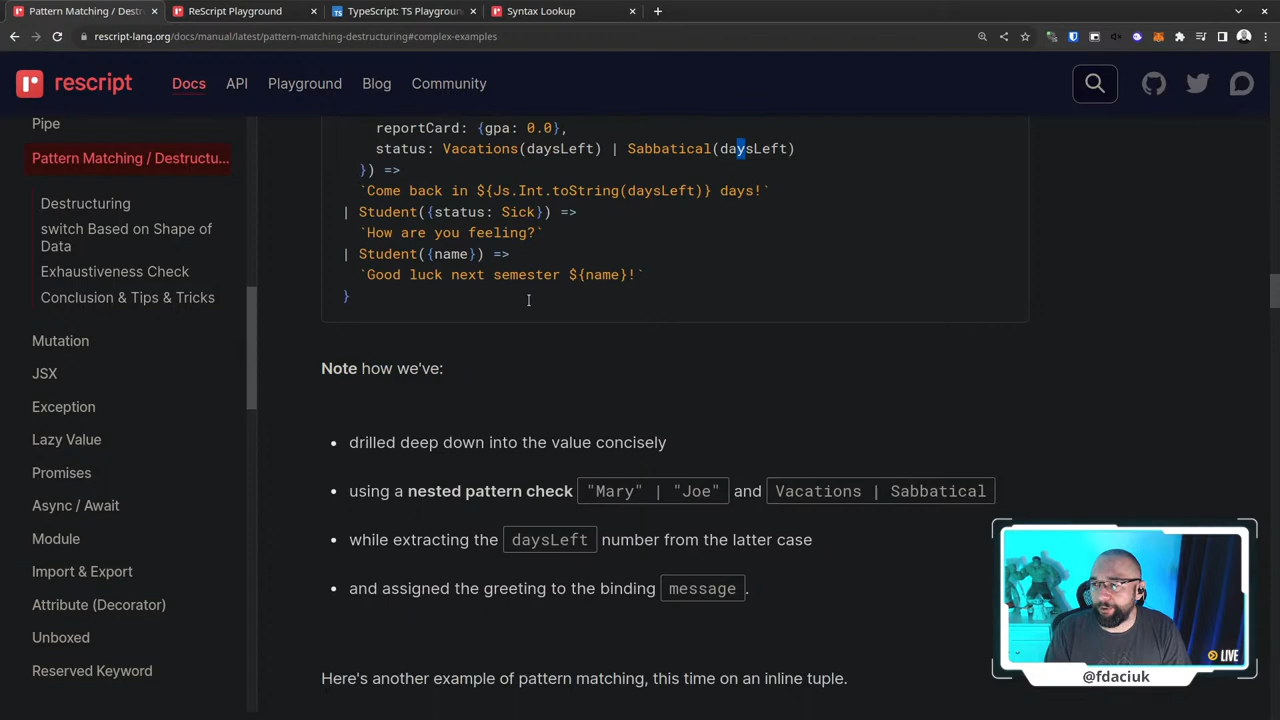 Pattern Matching / Destr
ReScript Playground
TypeScript: TS Playgroun
Syntax Lookup
rescript-lang.org/docs/manual/latest/pattern-matching-destructuring#complex-examples
rescript
Docs
API
Playground
Blog
Community
Pipe
Pattern Matching / Destructu...
Destructuring
switch Based on Shape of
Data
Exhaustiveness Check
Conclusion & Tips & Tricks
Mutation
JSX
Exception
Lazy Value
Promises
Async / Await
Module
Import & Export
Attribute (Decorator)
Unboxed
Reserved Keyword
reportCard: {gpa: 0.0},
status: Vacations(daysLeft) | Sabbatical(daysLeft)
}) =>
`Come back in ${Js.Int.toString(daysLeft)} days!`
| Student({status: Sick}) =>
`How are you feeling?`
| Student({name}) =>
`Good luck next semester ${name}!`
}
Note how we've:
• drilled deep down into the value concisely
• using a nested pattern check "Mary" | "Joe" and Vacations | Sabbatical
• while extracting the daysLeft number from the latter case
• and assigned the greeting to the binding message.
Here's another example of pattern matching, this time on an inline tuple.
LIVE
@fdaciuk